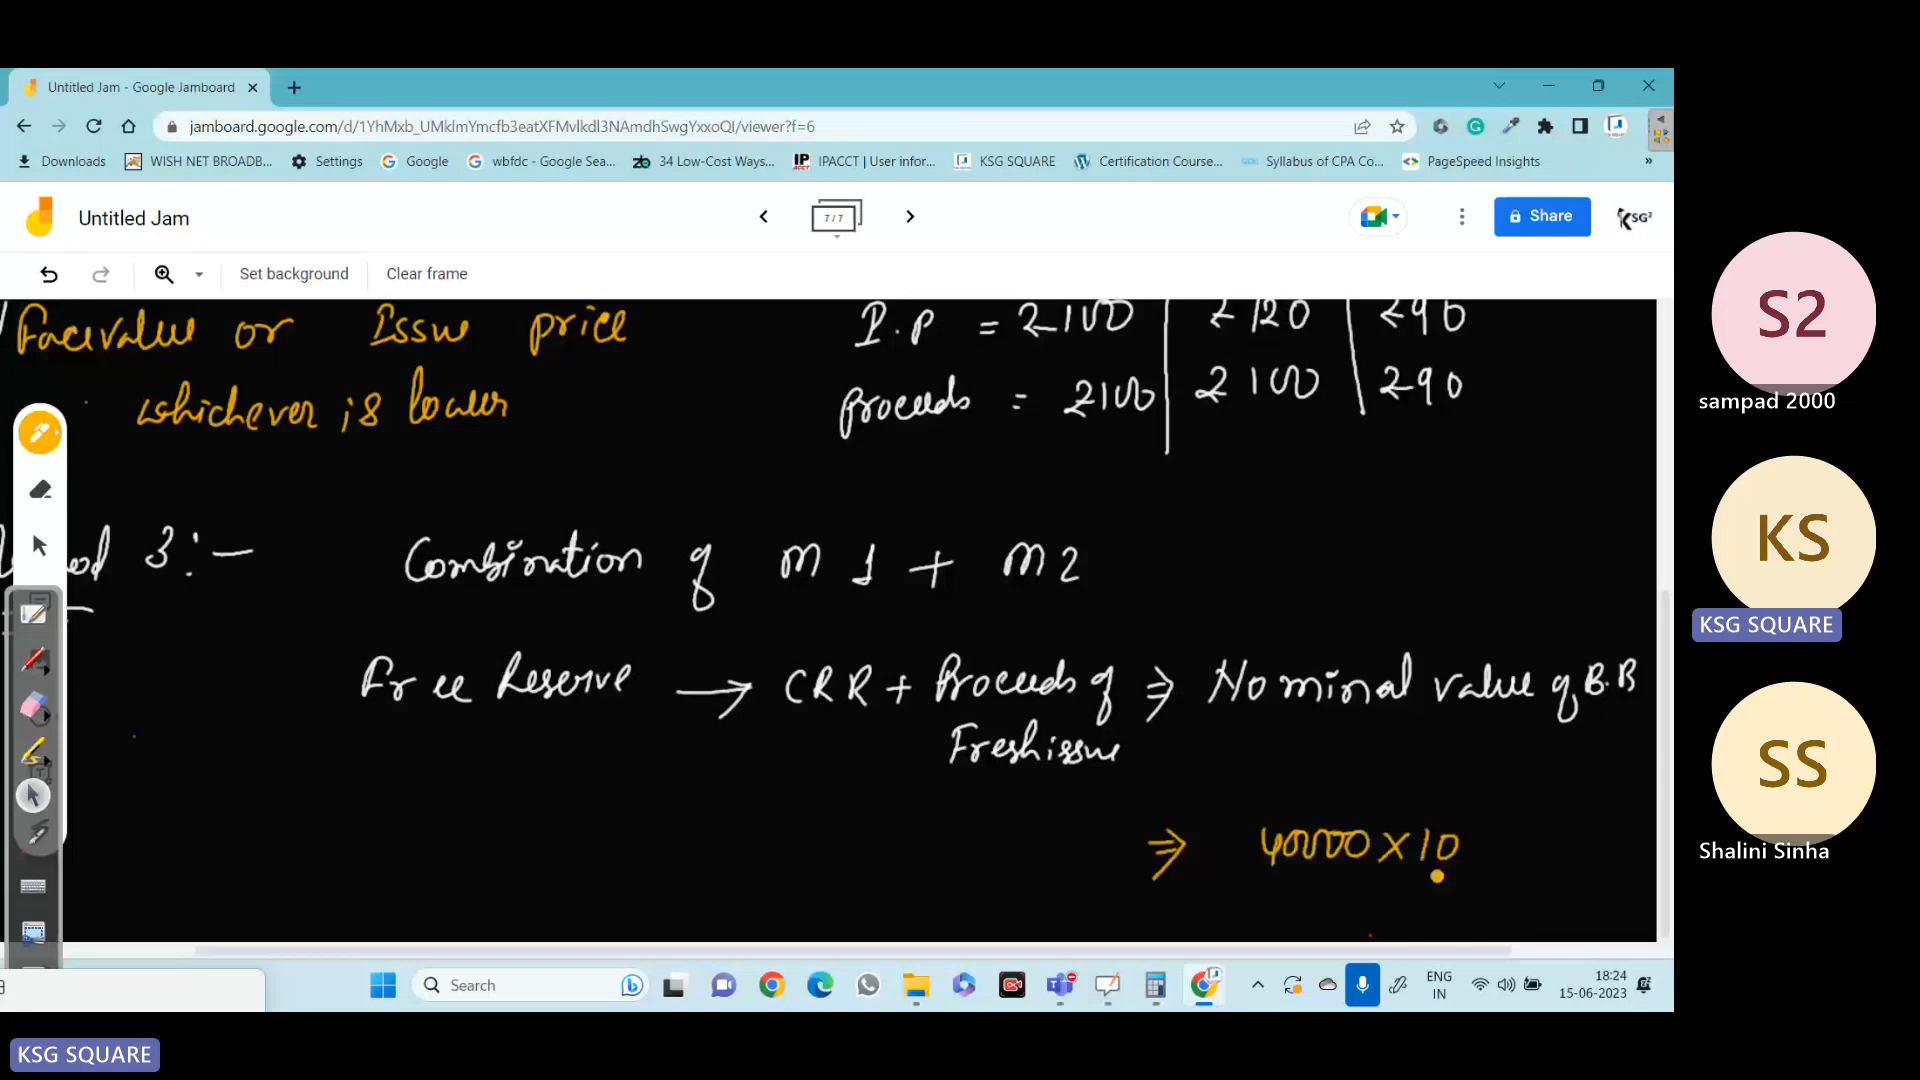 Untitled Jam - Google Jamboard
jamboard.google.com/d/1YhMxb_UMklmYmcfb3eatXFMvlkdl3NAmdhSwgYxxoQI/viewer?f=6
Downloads WISH NET BROADB... Settings Google wbfdc - Google Sea... 34 Low-Cost Ways... IPACCT | User infor... KSG SQUARE Certification Course... Syllabus of CPA Co... PageSpeed Insights »
Untitled Jam
7 / 7
Share
KSG²
Set background Clear frame
Facevalue or Issue price
whichever is lower
I.P = 2100 | 2120 | 290
Proceeds = 2100 | 2100 | 290
3:- Combination of M 1 + M2
Free Reserve → CRR + Proceeds of ⇒ Nominal value of B.B
Fresh issue
⇒ 40000 X 10
S2
sampad 2000
KS
KSG SQUARE
SS
Shalini Sinha
Search
ENG
IN
18:24
15-06-2023
KSG SQUARE